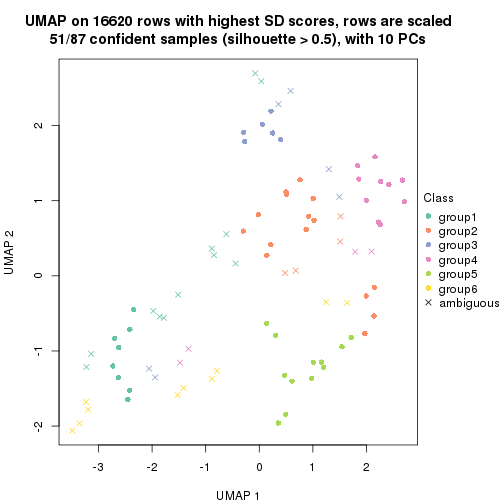 UMAP on 16620 rows with highest SD scores, rows are scaled
51/87 confident samples (silhouette > 0.5), with 10 PCs
UMAP 2
2
1
0
-1
-2
-3
-2
-1
0
1
2
UMAP 1
Class
group1
group2
group3
group4
group5
group6
ambiguous